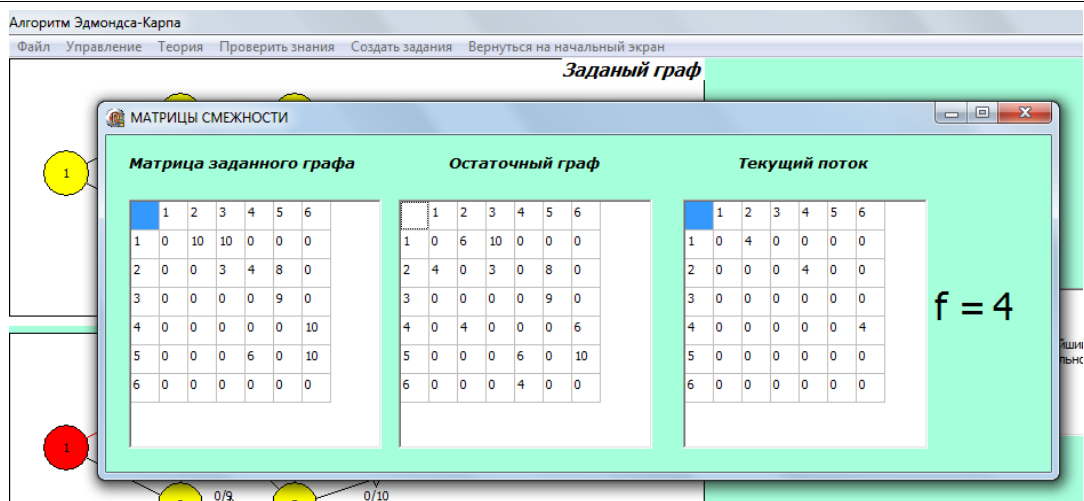 Алгоритм Эдмондса-Карпа
Файл Управление Теория Проверить знания Создать задания Вернуться на начальный экран
Заданый граф
1
МАТРИЦЫ СМЕЖНОСТИ
Матрица заданного графа
1 2 3 4 5 6
1 0 10 10 0 0 0
2 0 0 3 4 8 0
3 0 0 0 0 9 0
4 0 0 0 0 0 10
5 0 0 0 6 0 10
6 0 0 0 0 0 0
Остаточный граф
1 2 3 4 5 6
1 0 6 10 0 0 0
2 4 0 3 0 8 0
3 0 0 0 0 9 0
4 0 4 0 0 0 6
5 0 0 0 6 0 10
6 0 0 0 4 0 0
Текущий поток
1 2 3 4 5 6
1 0 4 0 0 0 0
2 0 0 0 4 0 0
3 0 0 0 0 0 0
4 0 0 0 0 0 4
5 0 0 0 0 0 0
6 0 0 0 0 0 0
f = 4
1
0/9
0/10